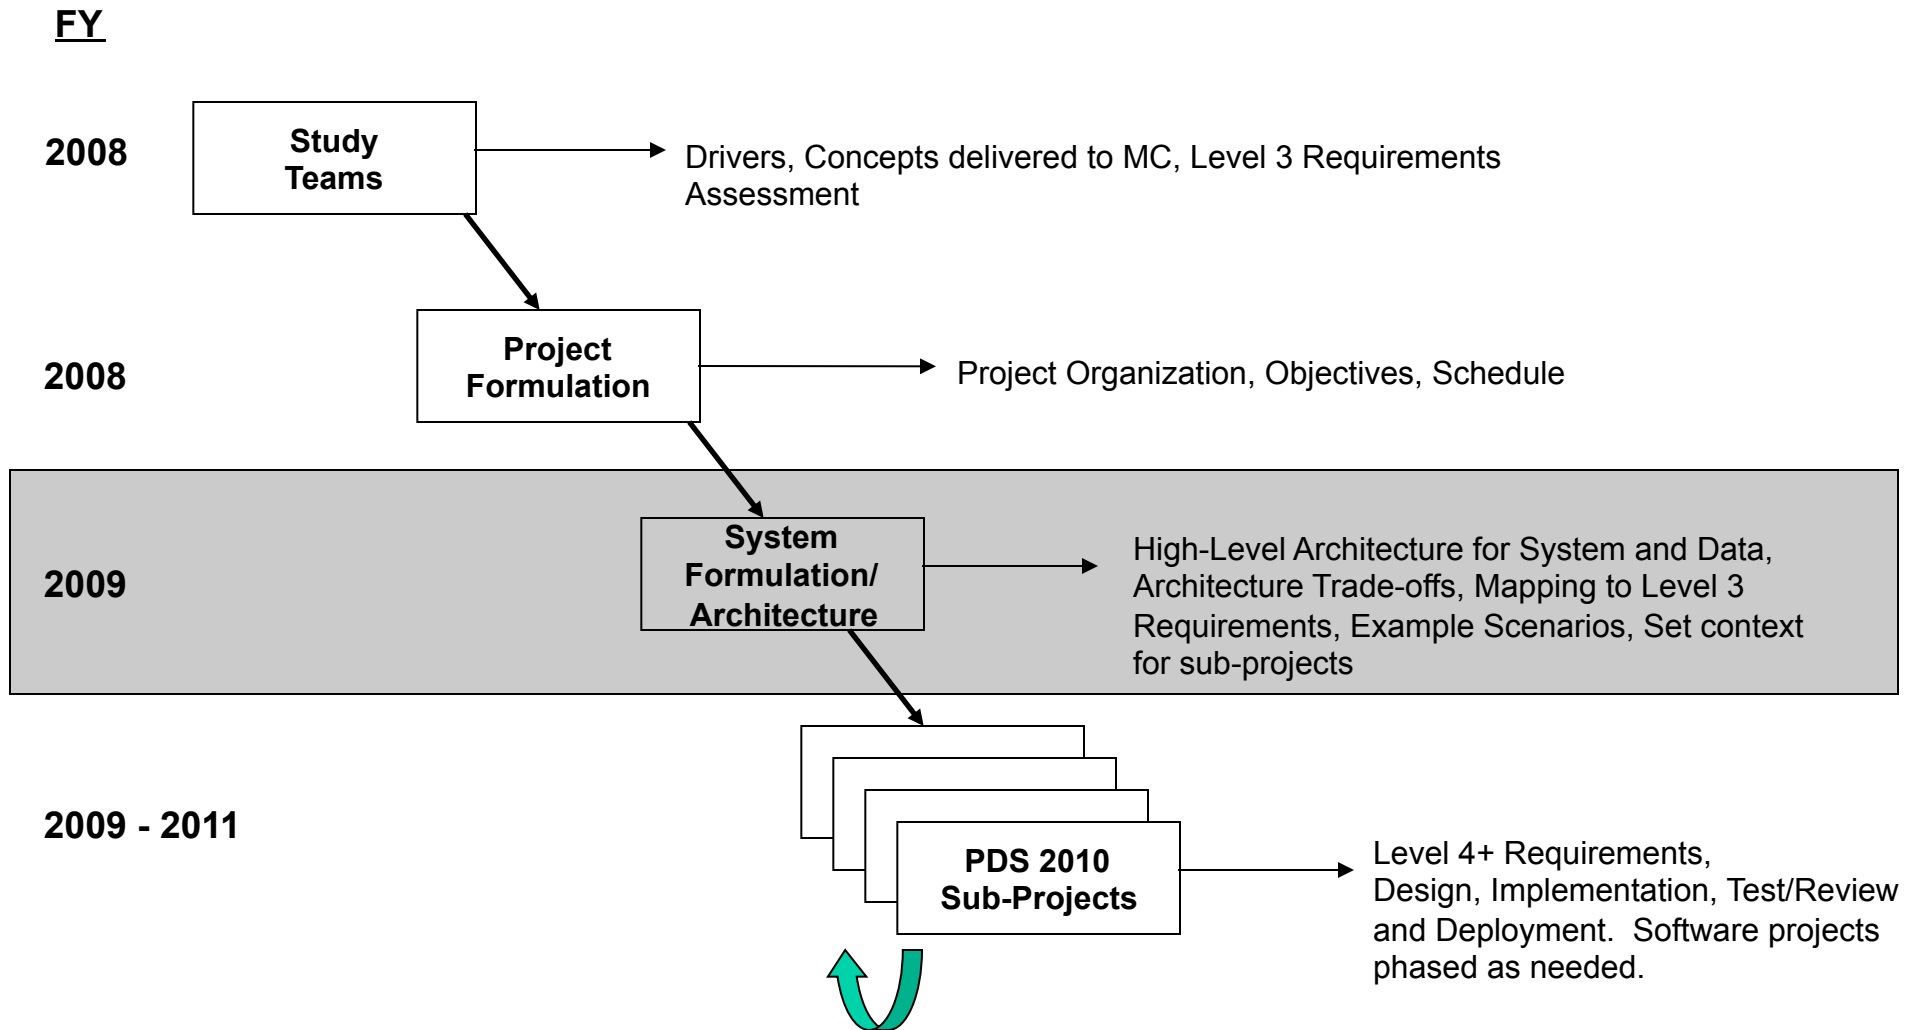 FY
2008
Study
Teams
Drivers, Concepts delivered to MC, Level 3 Requirements
Assessment
2008
Project
Formulation
Project Organization, Objectives, Schedule
2009
System
Formulation/
Architecture
High-Level Architecture for System and Data,
Architecture Trade-offs, Mapping to Level 3
Requirements, Example Scenarios, Set context
for sub-projects
2009 - 2011
PDS 2010
Sub-Projects
Level 4+ Requirements,
Design, Implementation, Test/Review
and Deployment.  Software projects
phased as needed.